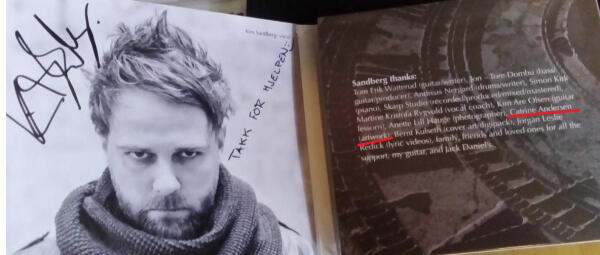 Kim Sandberg: vocal
TAKK FOR HJELPEN:
Sandberg thanks:
Tom Erik Watterud (guitar/writer), Jon - Tom Dombu (bass/
guitar/producer), Andreas Nergård (drums/writer), Simon Kirk
(piano), Skarp Studio (recorded/produced/mixed/mastered),
Martine Kristofa Rygvold (vocal coach), Kim Are Olsen (guitar
lessons), Anette Lill Hauge (photographer), Catrine Andersen
(artwork), Bernt Kulseth (cover art/digipack), Jorgan Leslie
Redick (lyric videos), family, friends and loved ones for all the
support, my guitar, and Jack Daniel's.